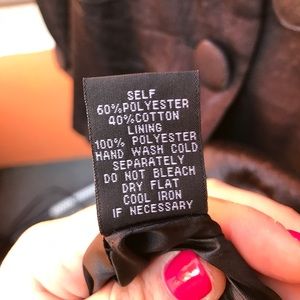 SELF
60%POLYESTER
40%COTTON
LINING
100% POLYESTER
HAND WASH COLD
SEPARATELY
DO NOT BLEACH
DRY FLAT
COOL IRON
IF NECESSARY